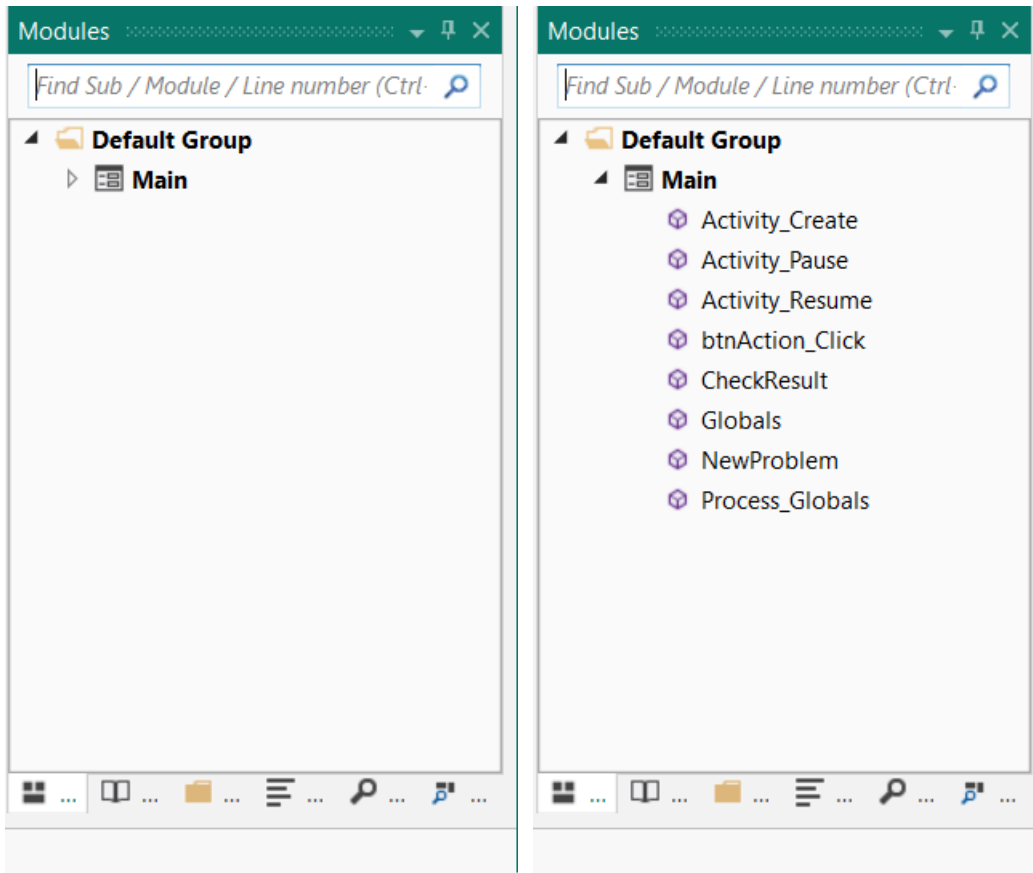 Modules
Find Sub / Module / Line number (Ctrl-
Default Group
Main
... ... ... ... ... ...
Modules
Find Sub / Module / Line number (Ctrl-
Default Group
Main
Activity_Create
Activity_Pause
Activity_Resume
btnAction_Click
CheckResult
Globals
NewProblem
Process_Globals
... ... ... ... ... ...